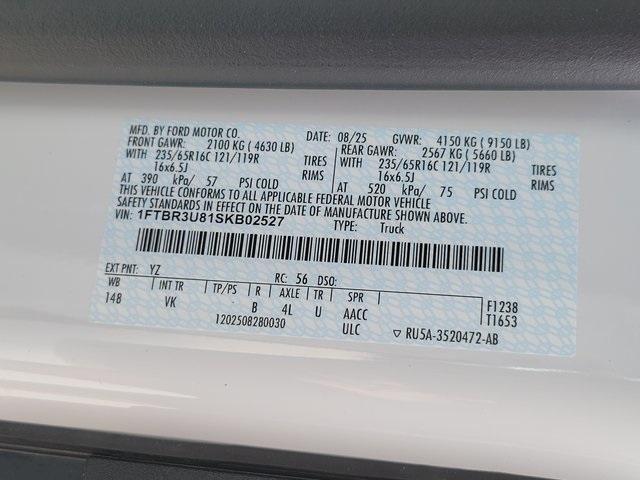 MFD. BY FORD MOTOR CO. DATE: 08/25 GVWR: 4150 KG ( 9150 LB)
FRONT GAWR: 2100 KG ( 4630 LB) REAR GAWR: 2567 KG ( 5660 LB)
WITH 235/65R16C 121/119R TIRES WITH 235/65R16C 121/119R TIRES
16x6.5J RIMS 16x6.5J RIMS
AT 390 kPa/ 57 PSI COLD AT 520 kPa/ 75 PSI COLD
THIS VEHICLE CONFORMS TO ALL APPLICABLE FEDERAL MOTOR VEHICLE
SAFETY STANDARDS IN EFFECT ON THE DATE OF MANUFACTURE SHOWN ABOVE.
VIN: 1FTBR3U81SKB02527 TYPE: Truck
EXT PNT: YZ RC: 56 DSO:
WB INT TR TP/PS R AXLE TR SPR F1238
148 VK B 4L U AACC T1653
1202508280030 ULC ▽ RU5A-3520472-AB